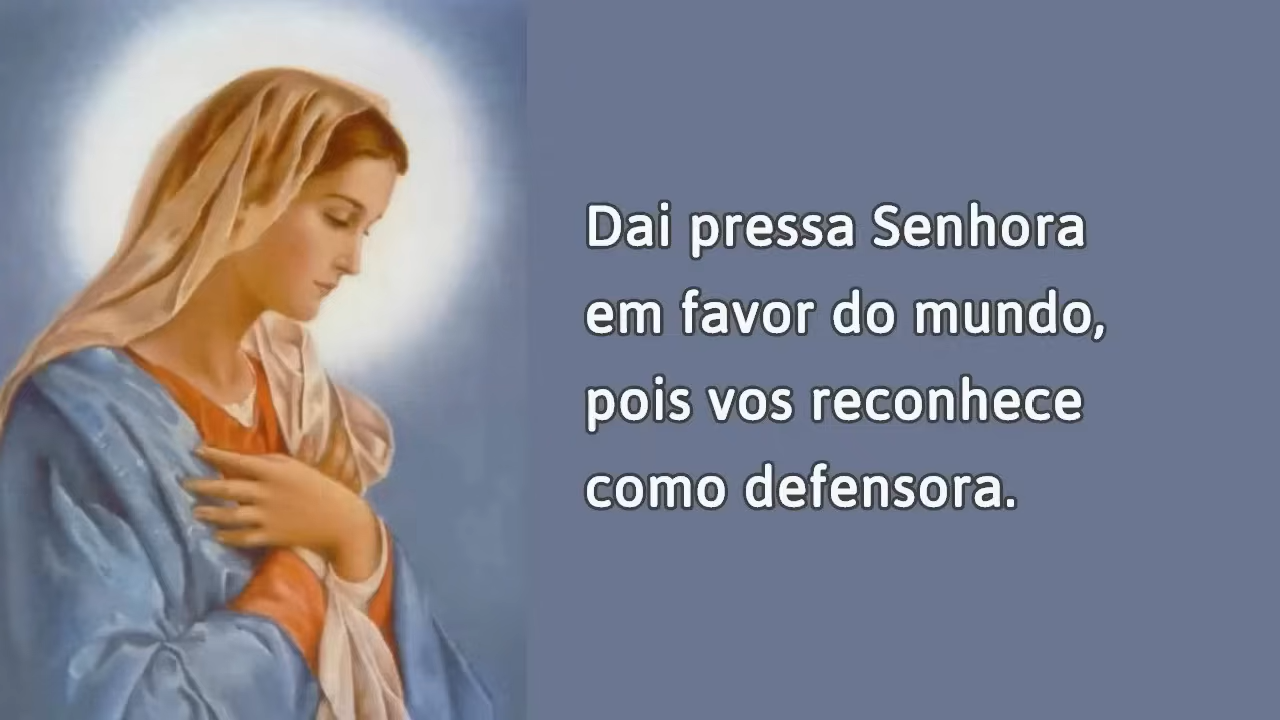 Dai pressa Senhora
em favor do mundo,
pois vos reconhece
como defensora.